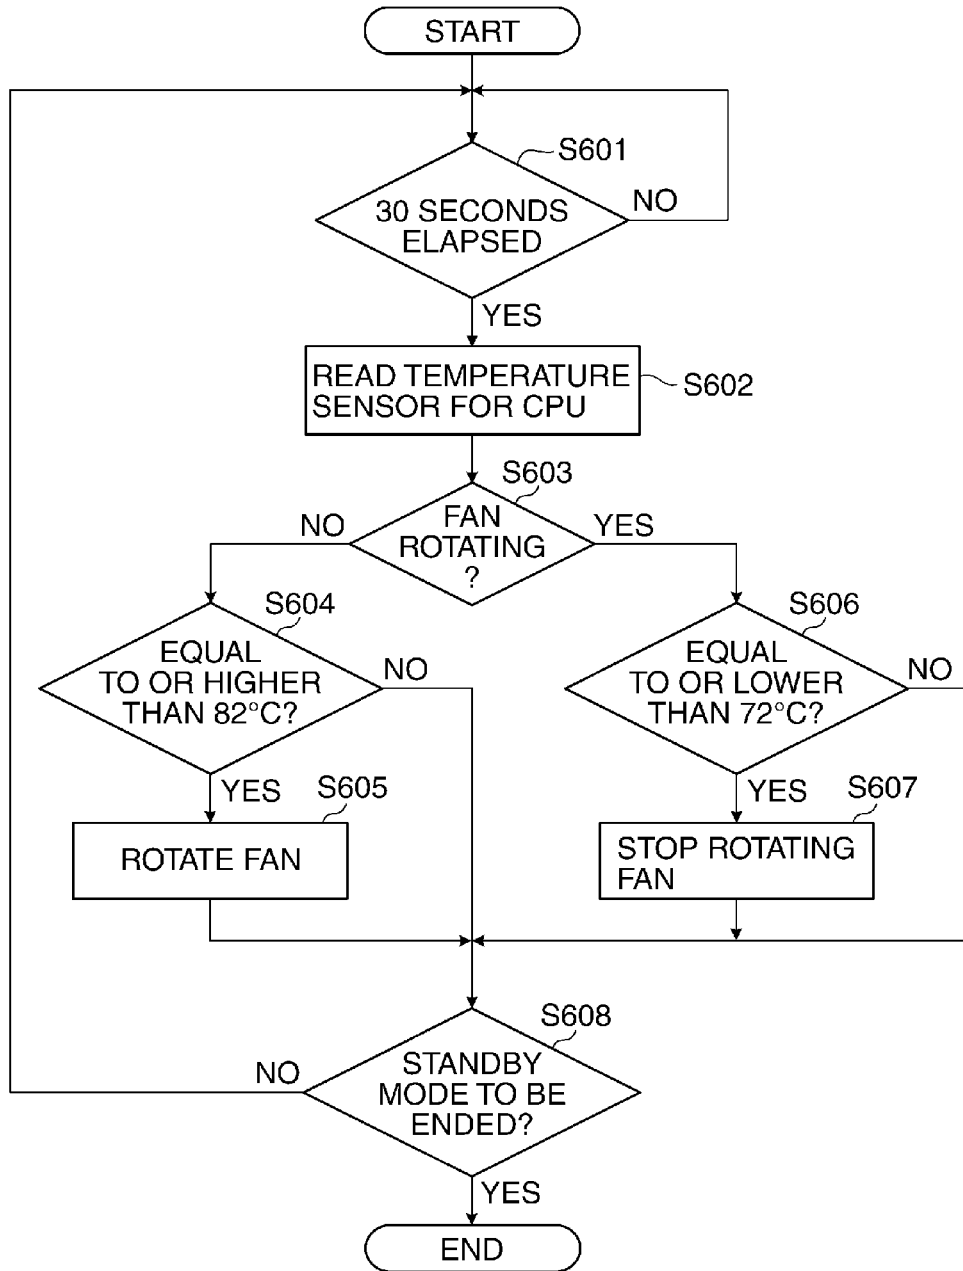 START
S601
30 SECONDS
ELAPSED
NO
YES
READ TEMPERATURE
SENSOR FOR CPU
S602
S603
FAN
ROTATING
?
NO
YES
S604
EQUAL
TO OR HIGHER
THAN 82°C?
NO
YES
S605
ROTATE FAN
S606
EQUAL
TO OR LOWER
THAN 72°C?
NO
YES
S607
STOP ROTATING
FAN
S608
STANDBY
MODE TO BE
ENDED?
NO
YES
END